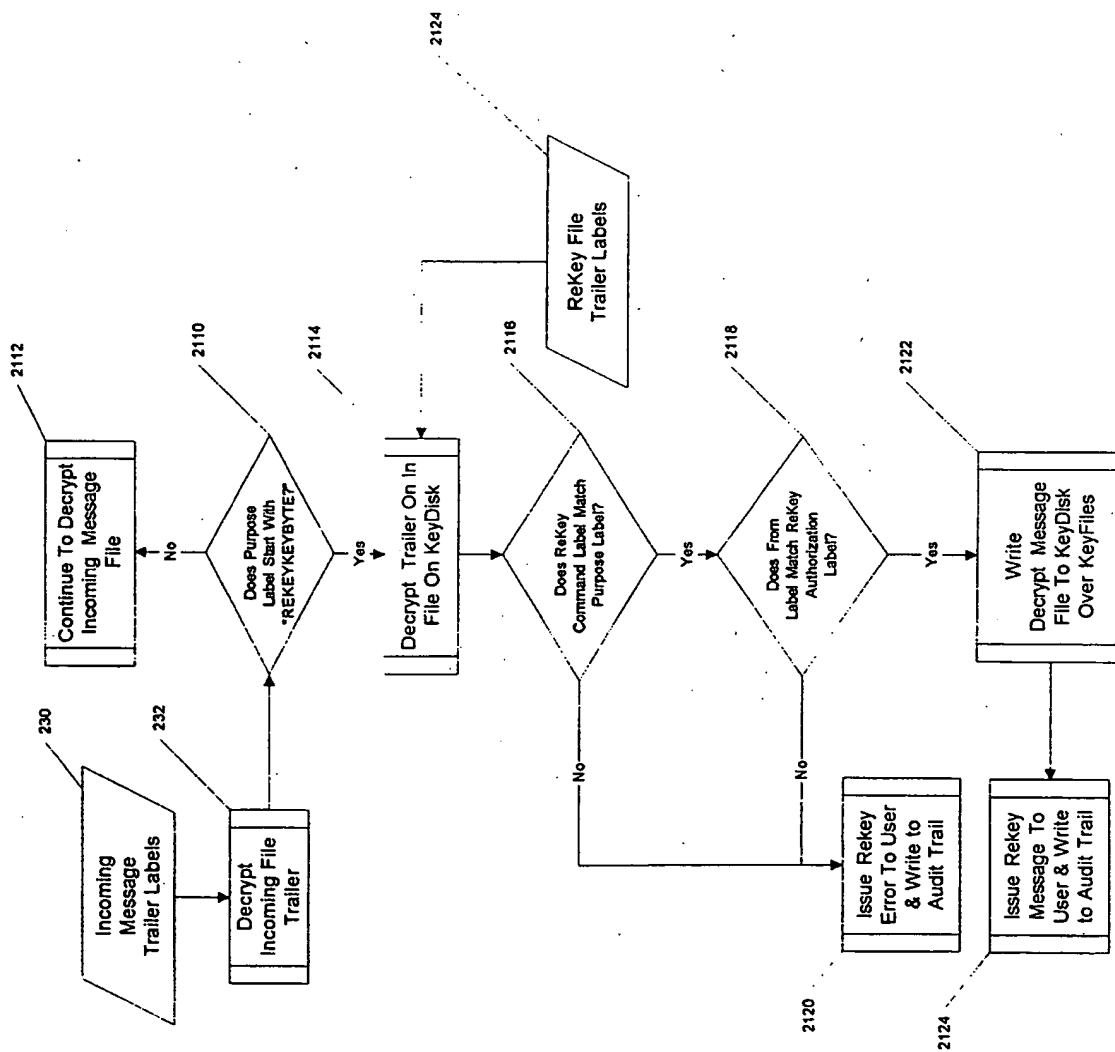 2112
Continue To Decrypt
Incoming Message
File
230
Incoming
Message
Trailer Labels
232
Decrypt
Incoming File
Trailer
No
2110
Does Purpose
Label Start With
"REKEYKEYBYTE?"
Yes
2114
Decrypt Trailer On In
File On KeyDisk
2124
ReKey File
Trailer Labels
2116
Does ReKey
Command Label Match
Purpose Label?
No
Yes
2118
Does From
Label Match ReKey
Authorization
Label?
No
Yes
2120
Issue Rekey
Error To User
& Write to
Audit Trail
2122
Write
Decrypt Message
File To KeyDisk
Over KeyFiles
2124
Issue Rekey
Message To
User & Write
to Audit Trail